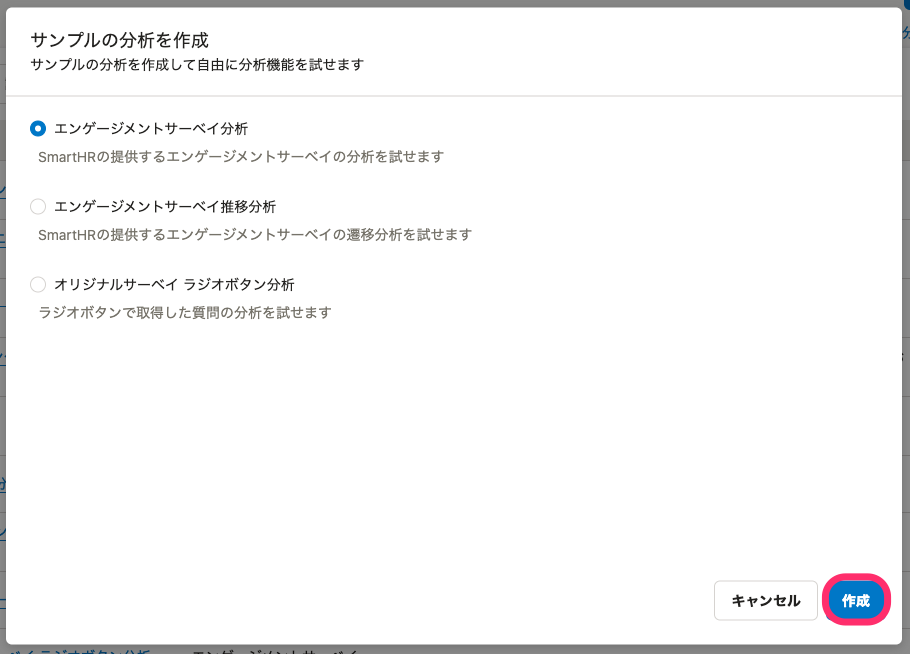 サンプルの分析を作成
サンプルの分析を作成して自由に分析機能を試せます
エンゲージメントサーベイ分析
SmartHRの提供するエンゲージメントサーベイの分析を試せます
エンゲージメントサーベイ推移分析
SmartHRの提供するエンゲージメントサーベイの遷移分析を試せます
オリジナルサーベイ ラジオボタン分析
ラジオボタンで取得した質問の分析を試せます
キャンセル
作成